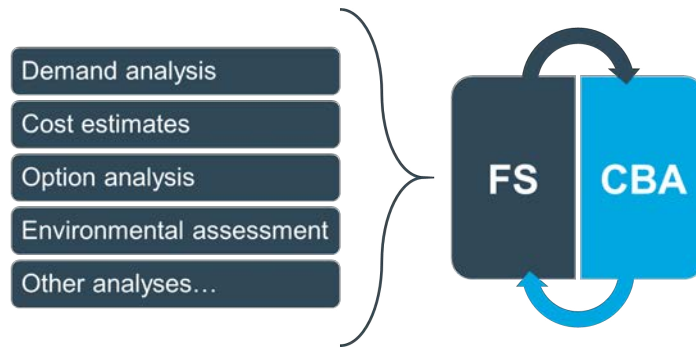 Demand analysis
Cost estimates
Option analysis
Environmental assessment
Other analyses…
FS
CBA